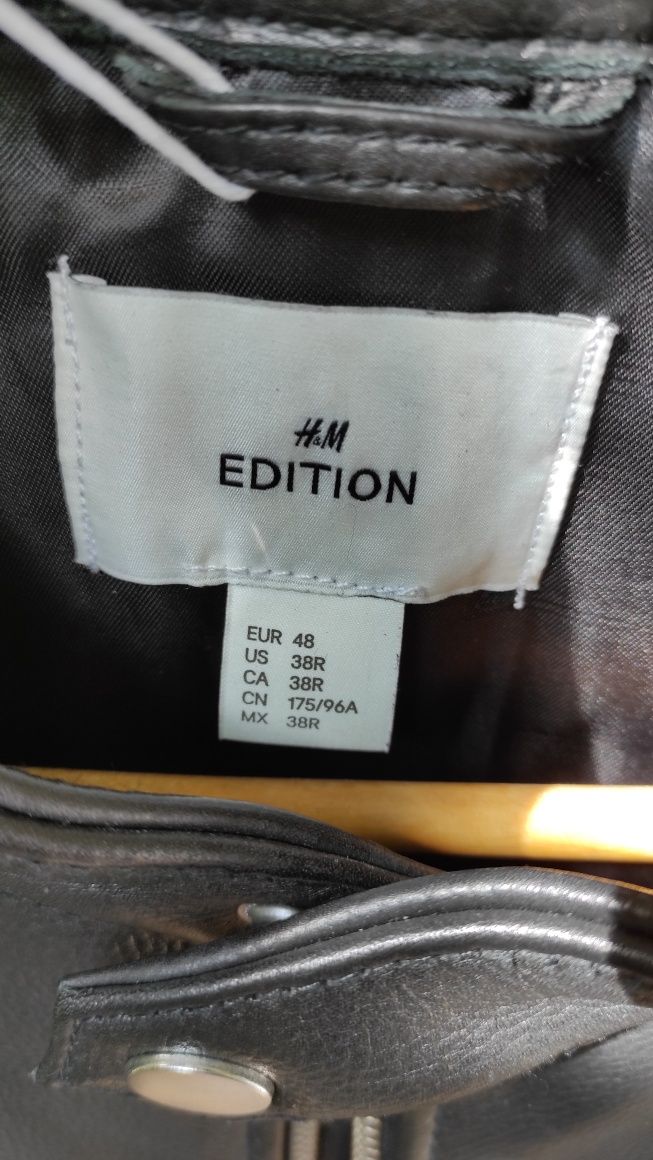 H&M
EDITION
EUR 48
US 38R
CA 38R
CN 175/96A
MX 38R